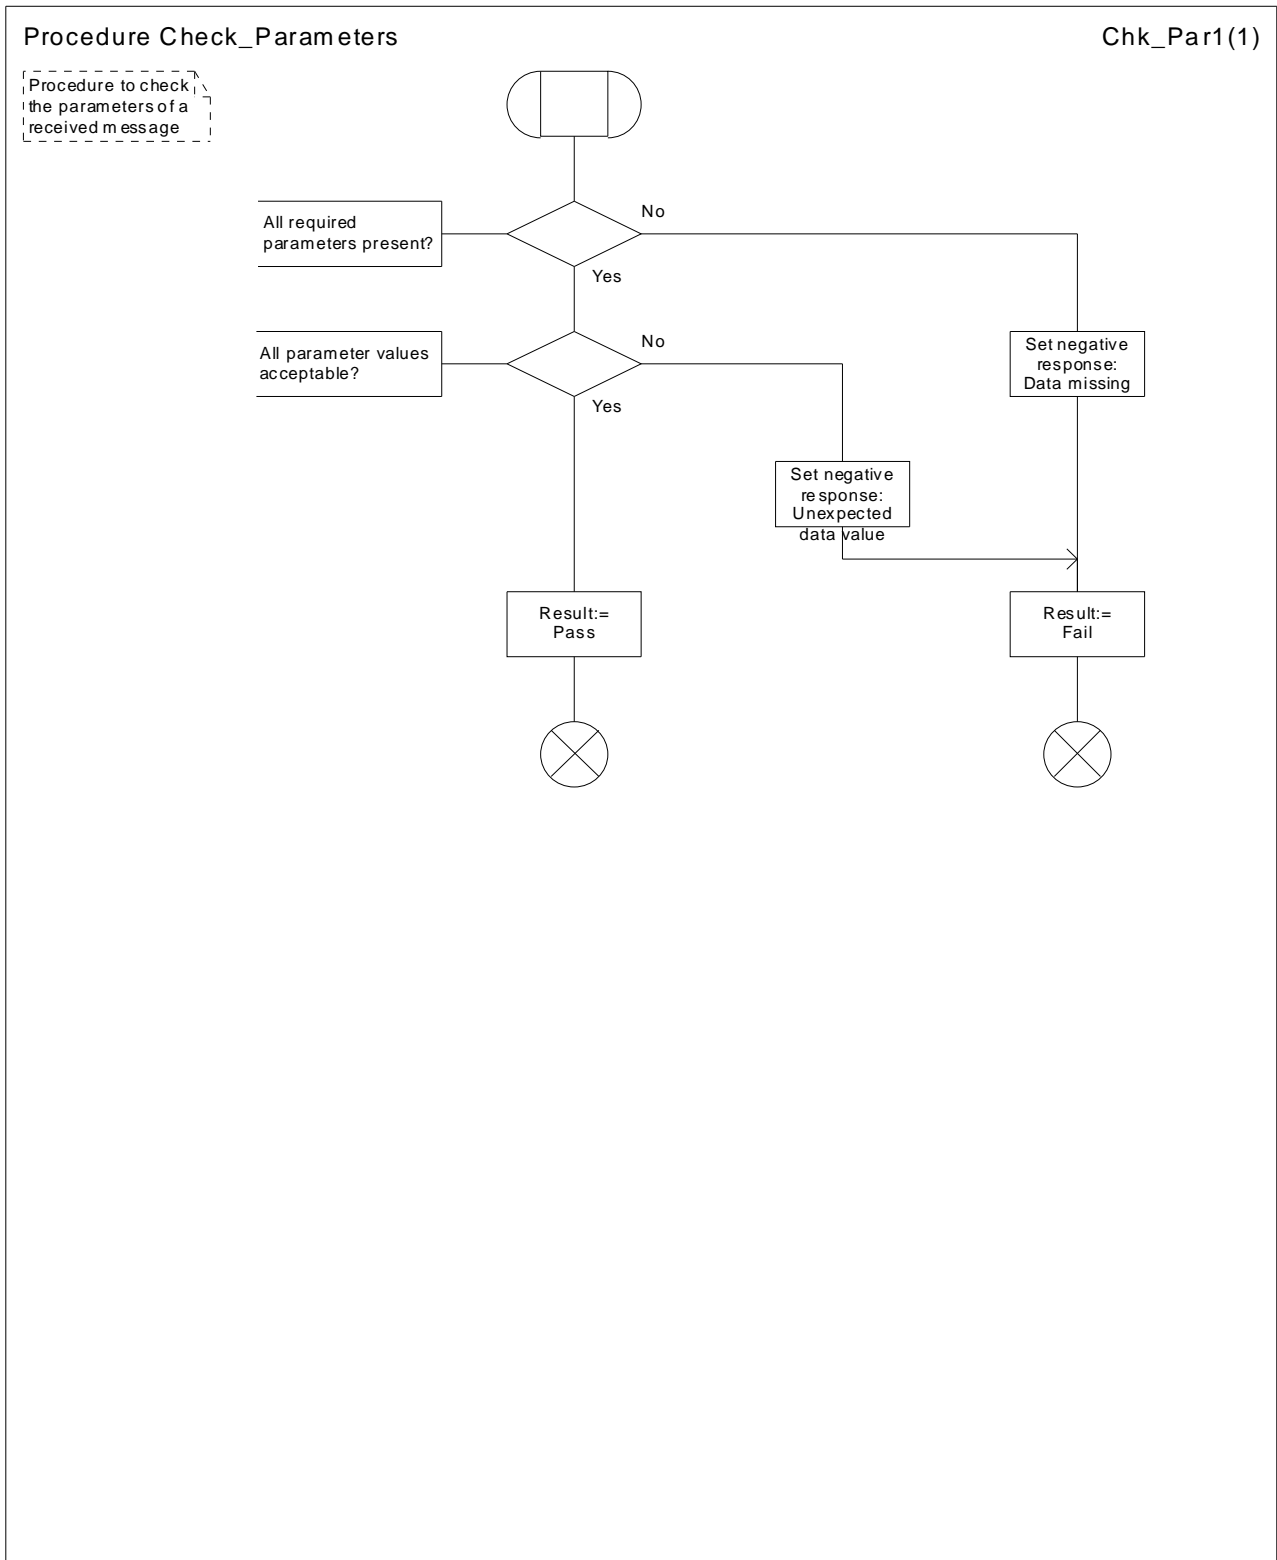 Procedure Check_Parameters
Chk_Par1(1)
Procedure to check
the parameters of a
received message
All required
parameters present?
No
Yes
All parameter values
acceptable?
No
Yes
Set negative
response:
Data missing
Set negative
response:
Unexpected
data value
Result:=
Pass
Result:=
Fail